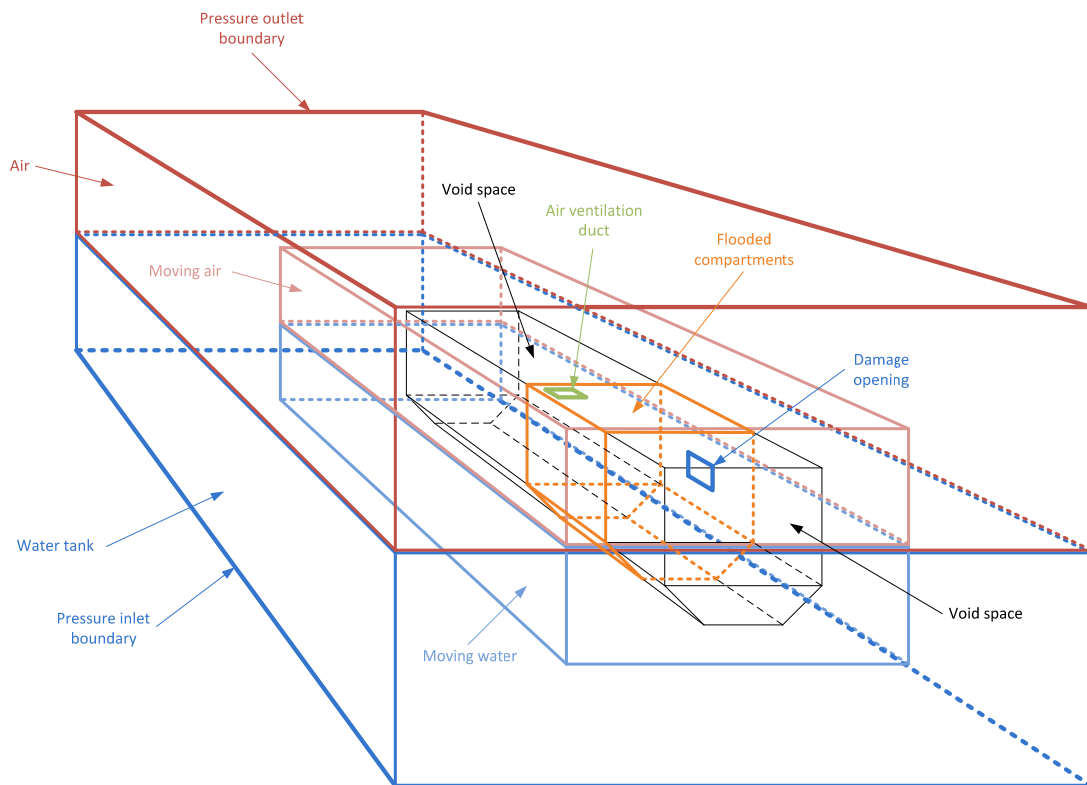 Pressure outlet
boundary
Air
Void space
Air ventilation
duct
Flooded
compartments
Moving air
Damage
opening
Water tank
Pressure inlet
boundary
Moving water
Void space